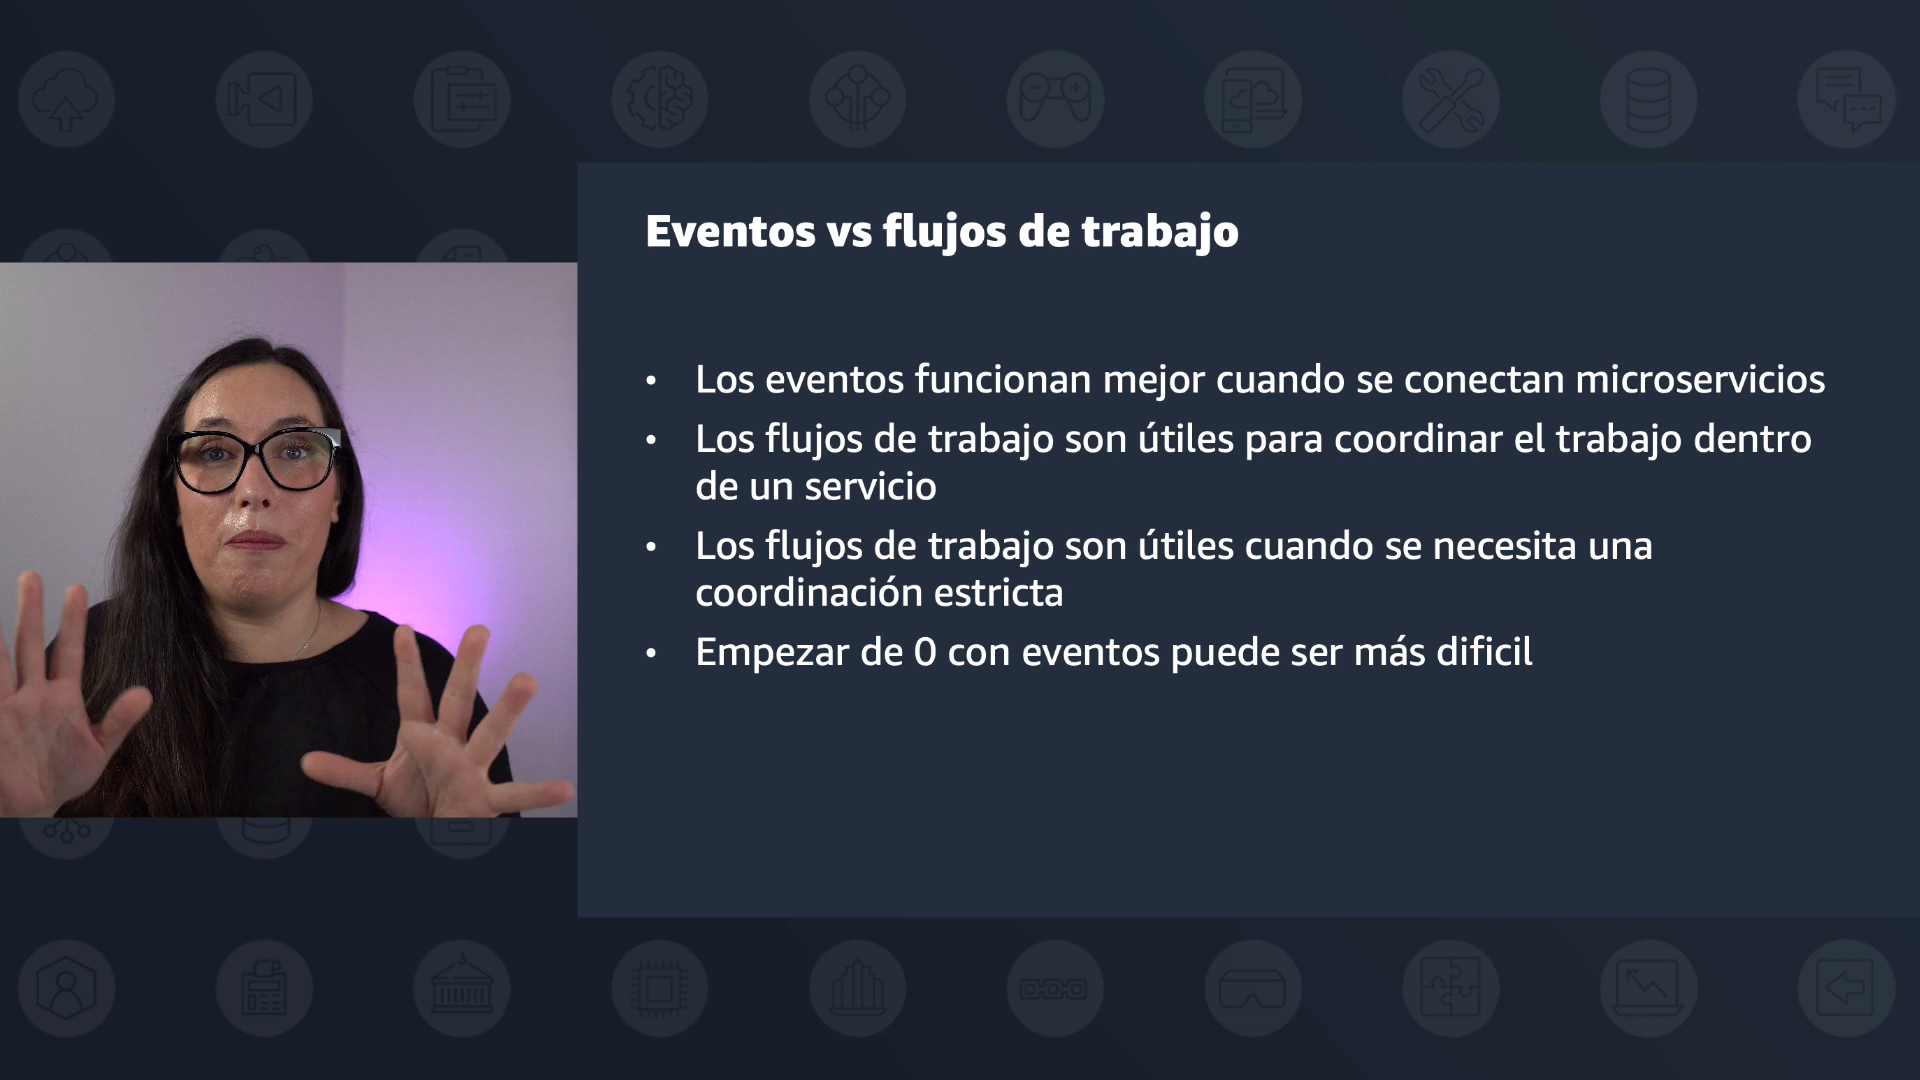 Eventos vs flujos de trabajo
• Los eventos funcionan mejor cuando se conectan microservicios
• Los flujos de trabajo son útiles para coordinar el trabajo dentro
de un servicio
• Los flujos de trabajo son útiles cuando se necesita una
coordinación estricta
• Empezar de 0 con eventos puede ser más dificil